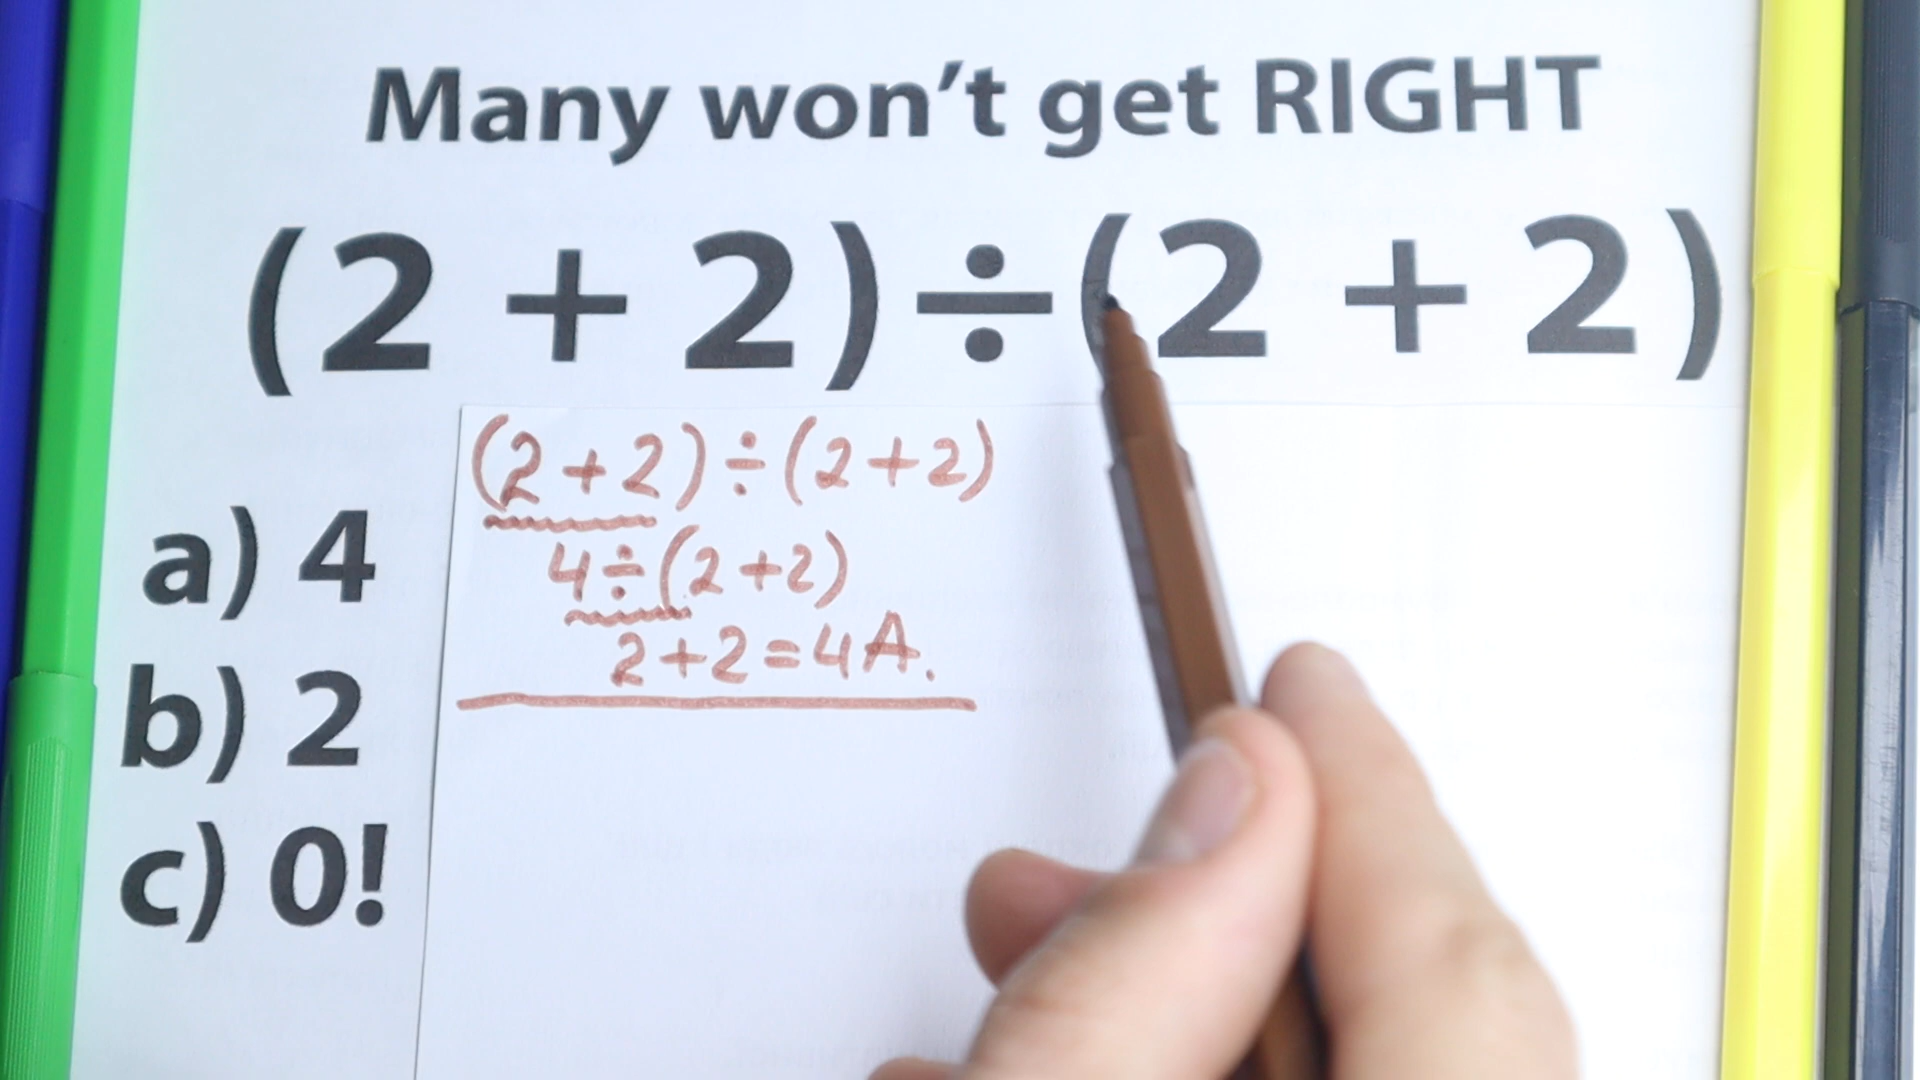 Many won't get RIGHT
(2 + 2) ÷ (2 + 2)
(2 + 2) ÷ (2 + 2)
4 ÷ (2 + 2)
2 + 2 = 4 A.
a) 4
b) 2
c) 0!